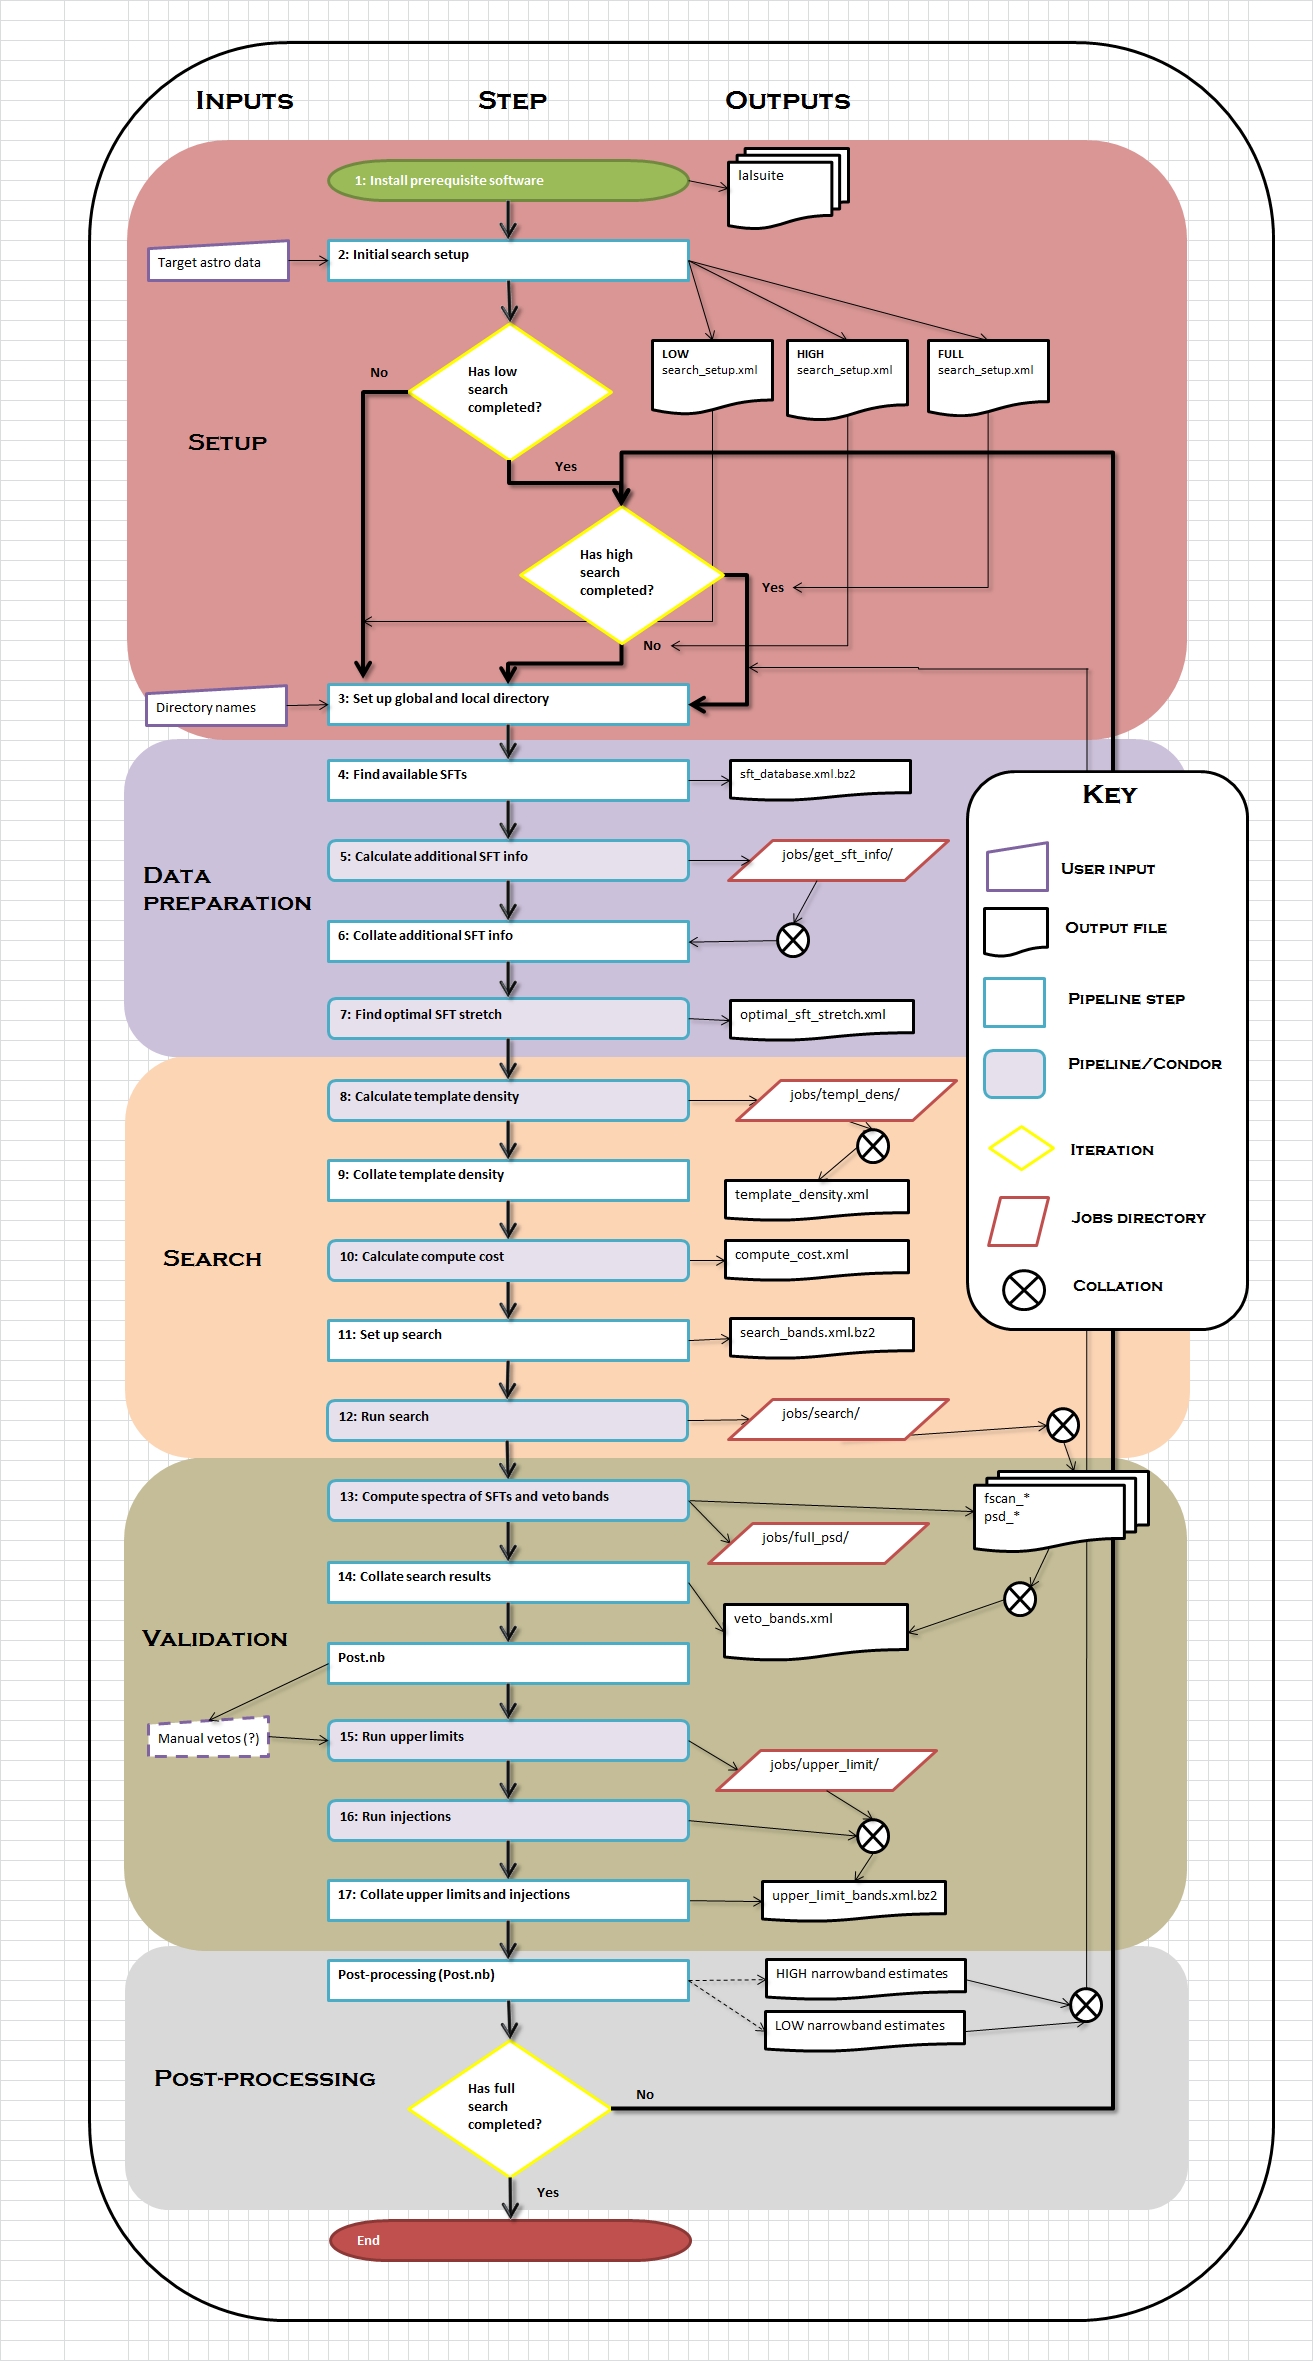 Inputs
Step
Outputs
1: Install prerequisite software
lalsuite
2: Initial search setup
Target astro data
LOW
search_setup.xml
HIGH
search_setup.xml
FULL
search_setup.xml
Has low
search
completed?
No
Setup
Yes
Has high
search
completed?
Yes
No
3: Set up global and local directory
Directory names
4: Find available SFTs
sft_database.xml.bz2
Data
preparation
5: Calculate additional SFT info
jobs/get_sft_info/
6: Collate additional SFT info
7: Find optimal SFT stretch
optimal_sft_stretch.xml
Key
User input
Output file
Pipeline step
Pipeline/Condor
Iteration
Jobs directory
Collation
Search
8: Calculate template density
jobs/templ_dens/
9: Collate template density
template_density.xml
10: Calculate compute cost
compute_cost.xml
11: Set up search
search_bands.xml.bz2
12: Run search
jobs/search/
Validation
13: Compute spectra of SFTs and veto bands
fscan_*
psd_*
jobs/full_psd/
14: Collate search results
veto_bands.xml
Post.nb
Manual vetos (?)
15: Run upper limits
jobs/upper_limit/
16: Run injections
17: Collate upper limits and injections
upper_limit_bands.xml.bz2
Post-processing (Post.nb)
HIGH narrowband estimates
LOW narrowband estimates
Post-processing
Has full
search
completed?
No
Yes
End